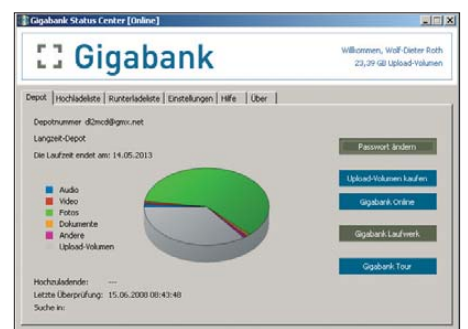 Gigabank Status Center [Online]
Gigabank
Willkommen, Wolf-Dieter Roth
23,39 GB Upload-Volumen
Depot Hochladeliste Runterladeliste Einstellungen Hilfe Über
Depotnummer dl2mcd@gmx.net
Langzeit-Depot
Die Laufzeit endet am: 14.05.2013
Passwort ändern
Upload-Volumen kaufen
Gigabank Online
Gigabank Laufwerk
Gigabank Tour
Audio
Video
Fotos
Dokumente
Andere
Upload-Volumen
Hochzuladende: ---
Letzte Überprüfung: 15.06.2008 08:43:48
Suche in: